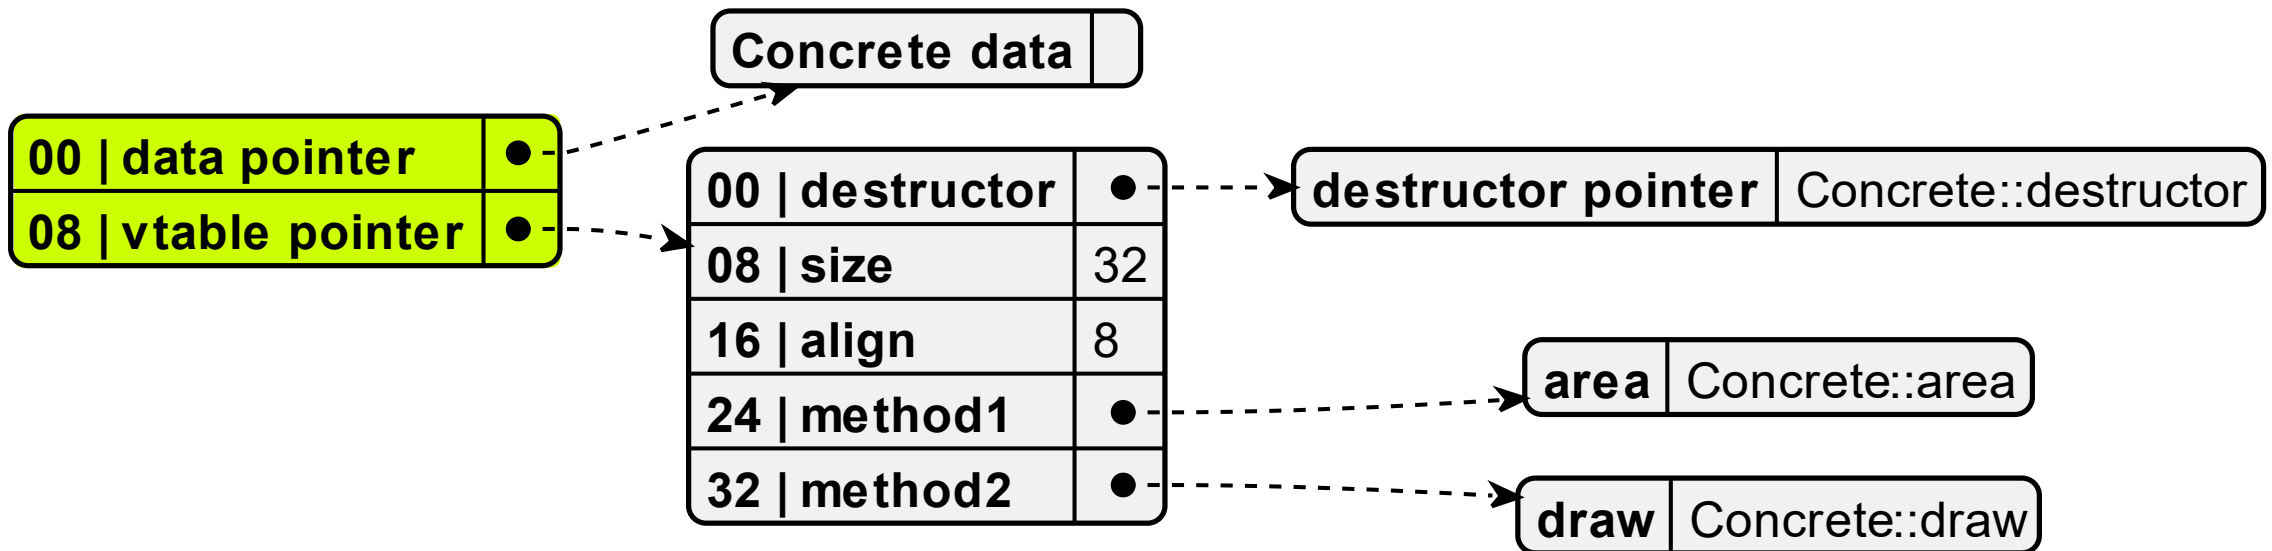 Concrete data
00 | data pointer
08 | vtable pointer
00 | destructor
08 | size 32
16 | align 8
24 | method1
32 | method2
destructor pointer Concrete::destructor
area Concrete::area
draw Concrete::draw